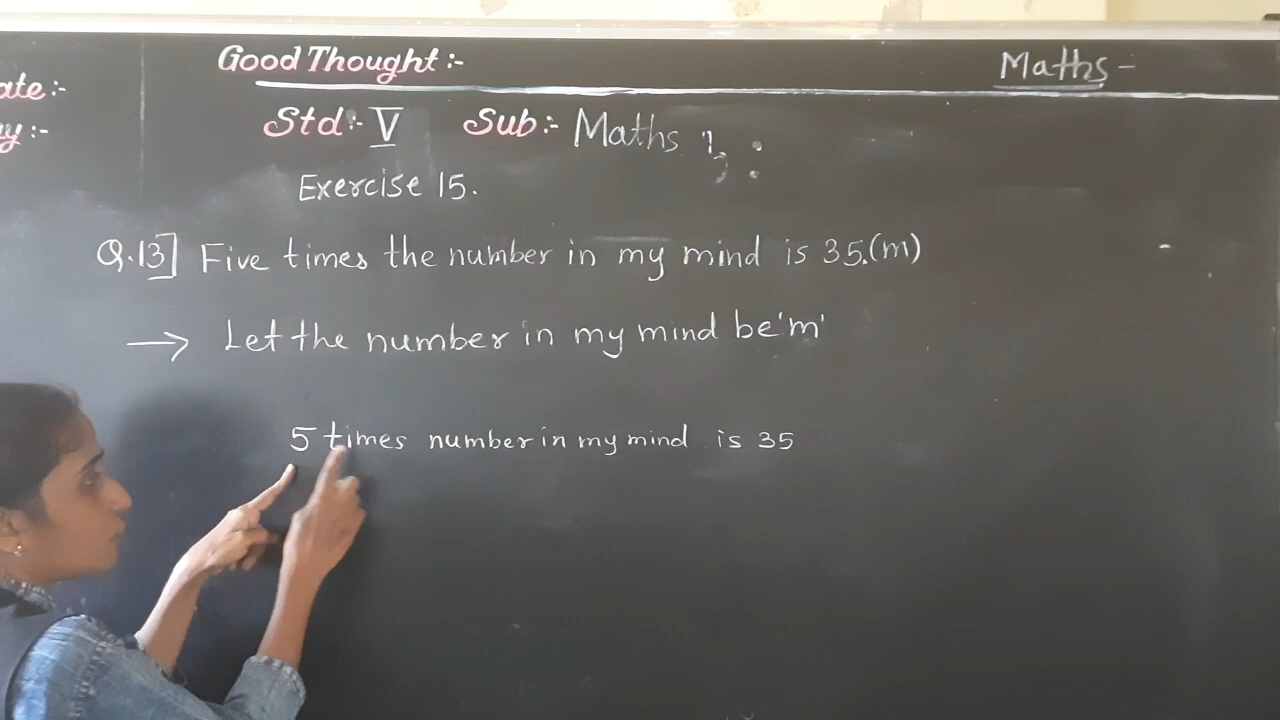 Good Thought :-
Maths -
ate:-
y:-
Std:- V Sub:- Maths
Exercise 15.
Q.13] Five times the number in my mind is 35.(m)
→ Let the number in my mind be 'm'
5 times number in my mind is 35